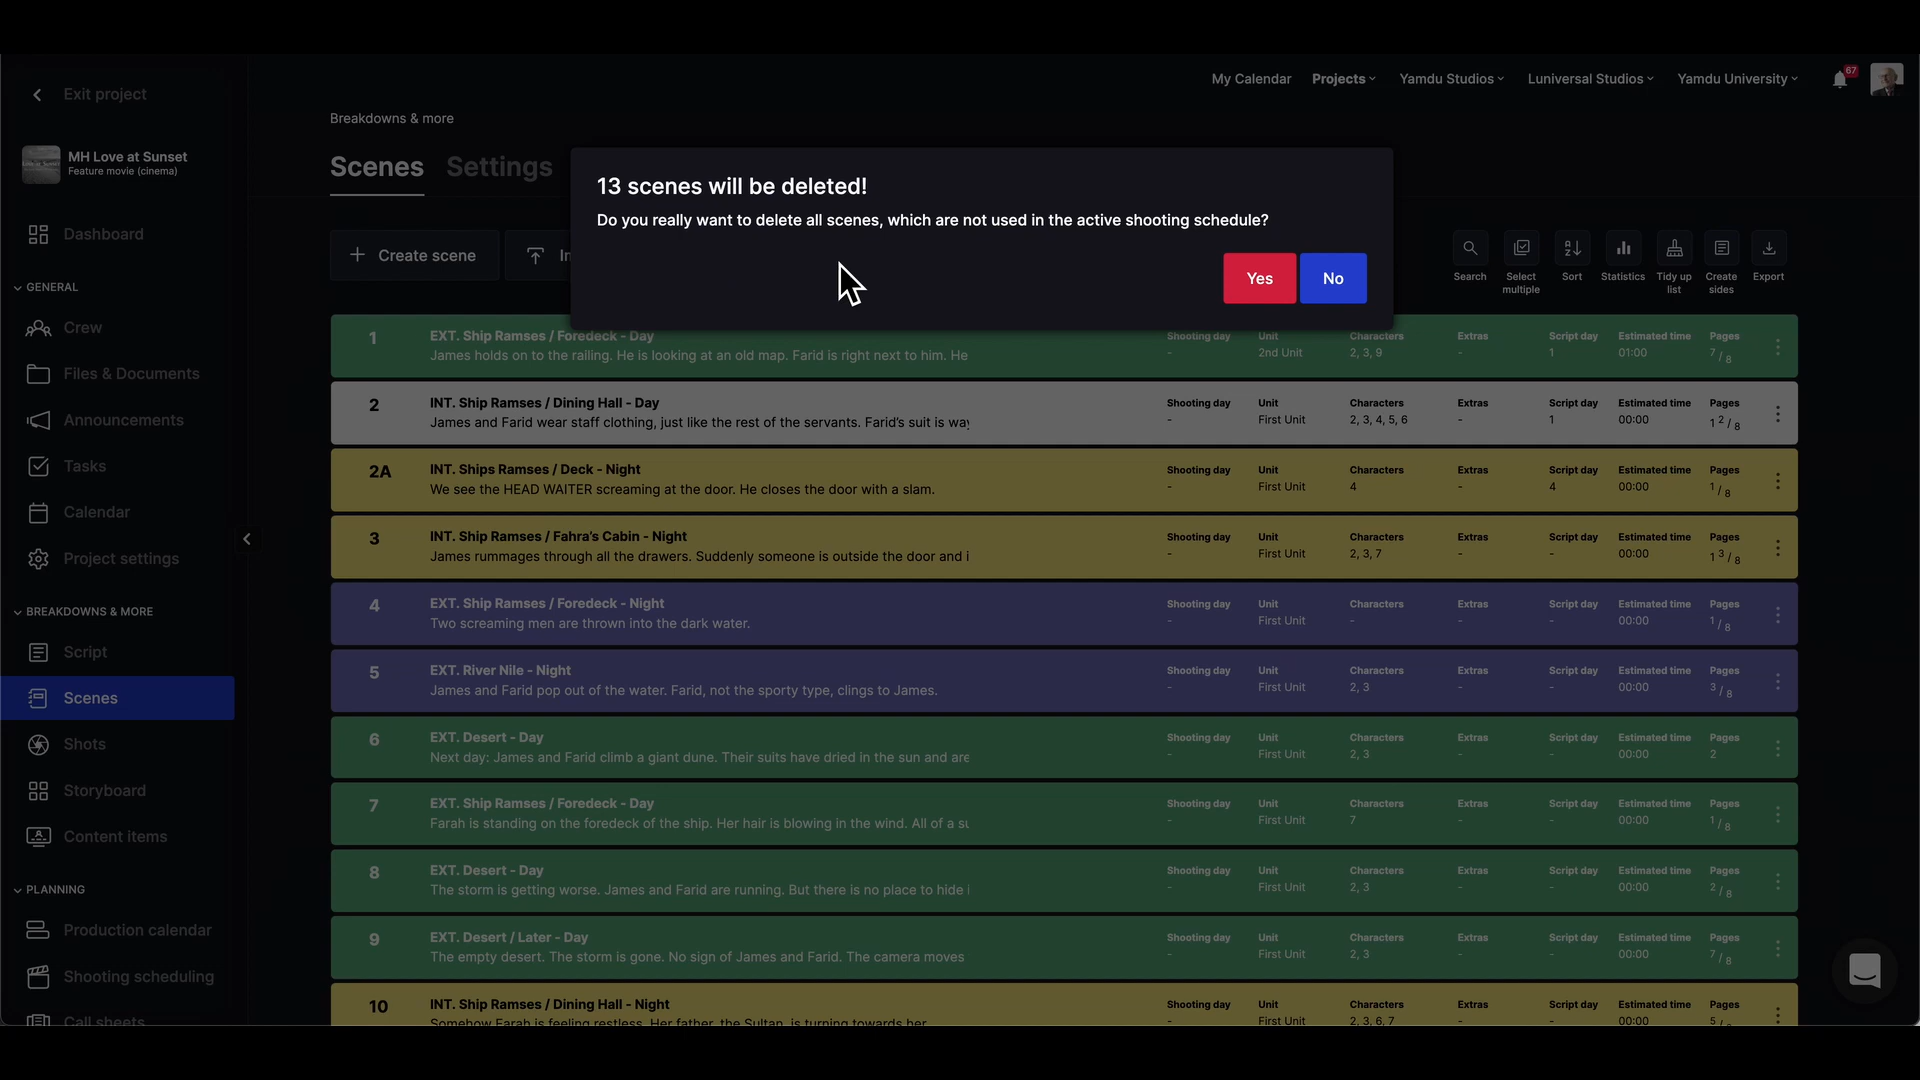 Exit project
My Calendar Projects Yamdu Studios Luniversal Studios Yamdu University 67
MH Love at Sunset
Feature movie (cinema)
Dashboard
GENERAL
Crew
Files & Documents
Announcements
Tasks
Calendar
Project settings
BREAKDOWNS & MORE
Script
Scenes
Shots
Storyboard
Content items
PLANNING
Production calendar
Shooting scheduling
Call sheets
Breakdowns & more
Scenes Settings
13 scenes will be deleted!
Do you really want to delete all scenes, which are not used in the active shooting schedule?
Yes No
Create scene
Search Select multiple Sort Statistics Tidy up list Create sides Export
1 EXT. Ship Ramses / Foredeck - Day Shooting day Unit Characters Extras Script day Estimated time Pages
James holds on to the railing. He is looking at an old map. Farid is right next to him. He - 2nd Unit 2, 3, 9 - 1 01:00 7 / 8
2 INT. Ship Ramses / Dining Hall - Day Shooting day Unit Characters Extras Script day Estimated time Pages
James and Farid wear staff clothing, just like the rest of the servants. Farid's suit is way - First Unit 2, 3, 4, 5, 6 - 1 00:00 1 2 / 8
2A INT. Ships Ramses / Deck - Night Shooting day Unit Characters Extras Script day Estimated time Pages
We see the HEAD WAITER screaming at the door. He closes the door with a slam. - First Unit 4 - 4 00:00 1 / 8
3 INT. Ship Ramses / Fahra's Cabin - Night Shooting day Unit Characters Extras Script day Estimated time Pages
James rummages through all the drawers. Suddenly someone is outside the door and i - First Unit 2, 3, 7 - - 00:00 1 3 / 8
4 EXT. Ship Ramses / Foredeck - Night Shooting day Unit Characters Extras Script day Estimated time Pages
Two screaming men are thrown into the dark water. - First Unit - - - 00:00 1 / 8
5 EXT. River Nile - Night Shooting day Unit Characters Extras Script day Estimated time Pages
James and Farid pop out of the water. Farid, not the sporty type, clings to James. - First Unit 2, 3 - - 00:00 3 / 8
6 EXT. Desert - Day Shooting day Unit Characters Extras Script day Estimated time Pages
Next day: James and Farid climb a giant dune. Their suits have dried in the sun and are - First Unit 2, 3 - - 00:00 2
7 EXT. Ship Ramses / Foredeck - Day Shooting day Unit Characters Extras Script day Estimated time Pages
Farah is standing on the foredeck of the ship. Her hair is blowing in the wind. All of a su - First Unit 7 - - 00:00 1 / 8
8 EXT. Desert - Day Shooting day Unit Characters Extras Script day Estimated time Pages
The storm is getting worse. James and Farid are running. But there is no place to hide i - First Unit 2, 3 - - 00:00 2 / 8
9 EXT. Desert / Later - Day Shooting day Unit Characters Extras Script day Estimated time Pages
The empty desert. The storm is gone. No sign of James and Farid. The camera moves - First Unit 2, 3 - - 00:00 7 / 8
10 INT. Ship Ramses / Dining Hall - Night Shooting day Unit Characters Extras Script day Estimated time Pages
Somehow Farah is feeling restless. Her father, the Sultan, is turning towards her. - First Unit 2, 3, 6, 7 - - 00:00 5 /